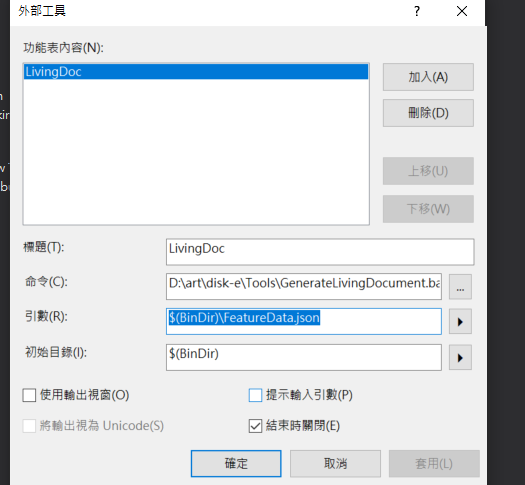 外部工具
功能表內容(N):
LivingDoc
加入(A)
刪除(D)
上移(U)
下移(W)
標題(T):
LivingDoc
命令(C):
D:\art\disk-e\Tools\GenerateLivingDocument.ba
...
引數(R):
$(BinDir)\FeatureData.json
初始目錄(I):
$(BinDir)
使用輸出視窗(O)
提示輸入引數(P)
將輸出視為 Unicode(S)
結束時關閉(E)
確定
取消
套用(L)